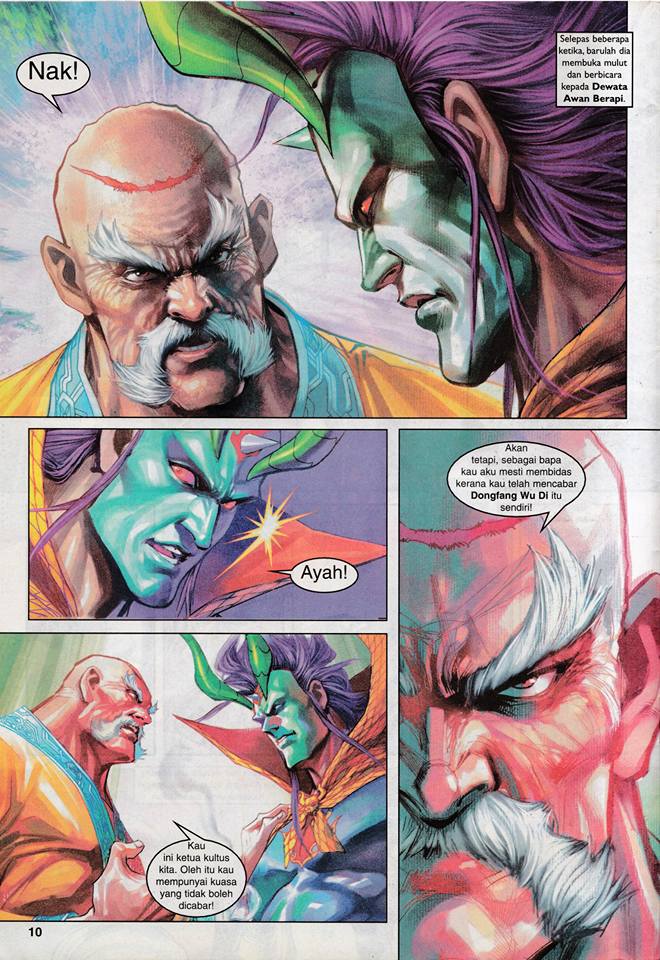 Nak!
Selepas beberapa
ketika, barulah dia
membuka mulut
dan berbicara
kepada Dewata
Awan Berapi.
Ayah!
Kau
ini ketua kultus
kita. Oleh itu kau
mempunyai kuasa
yang tidak boleh
dicabar!
Akan
tetapi, sebagai bapa
kau aku mesti membidas
kerana kau telah mencabar
Dongfang Wu Di itu
sendiri!
10